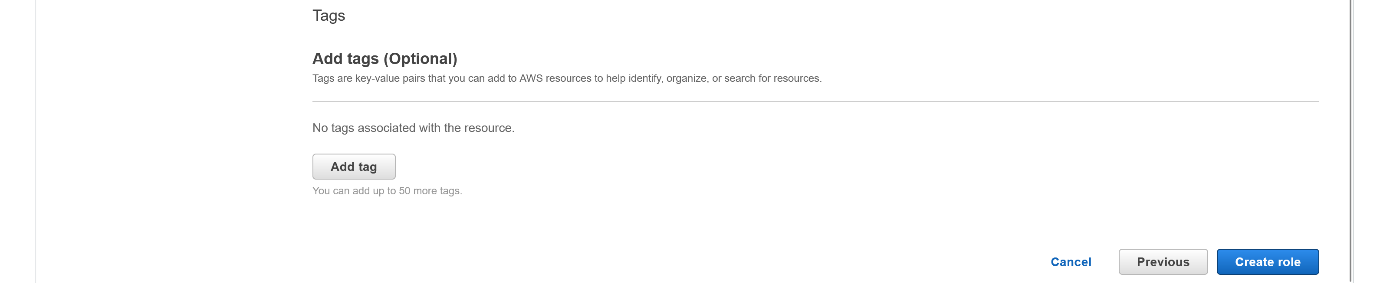 Tags
Add tags (Optional)
Tags are key-value pairs that you can add to AWS resources to help identify, organize, or search for resources.
No tags associated with the resource.
Add tag
You can add up to 50 more tags.
Cancel Previous Create role